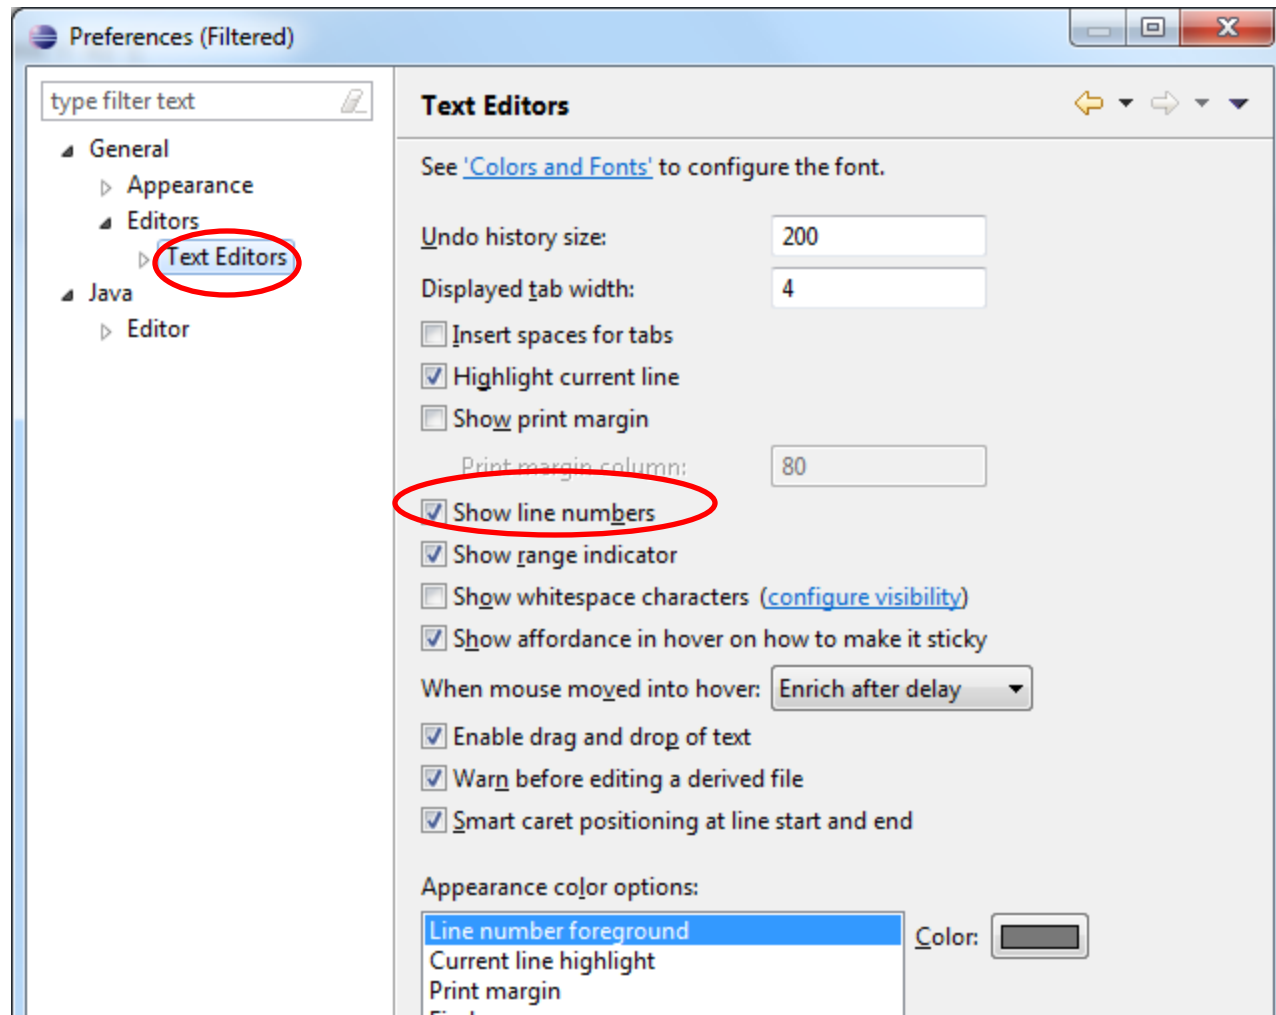 Preferences (Filtered)
type filter text
General
Appearance
Editors
Text Editors
Java
Editor
Text Editors
See 'Colors and Fonts' to configure the font.
Undo history size: 200
Displayed tab width: 4
Insert spaces for tabs
Highlight current line
Show print margin
Print margin column: 80
Show line numbers
Show range indicator
Show whitespace characters (configure visibility)
Show affordance in hover on how to make it sticky
When mouse moved into hover: Enrich after delay
Enable drag and drop of text
Warn before editing a derived file
Smart caret positioning at line start and end
Appearance color options:
Line number foreground
Color:
Current line highlight
Print margin